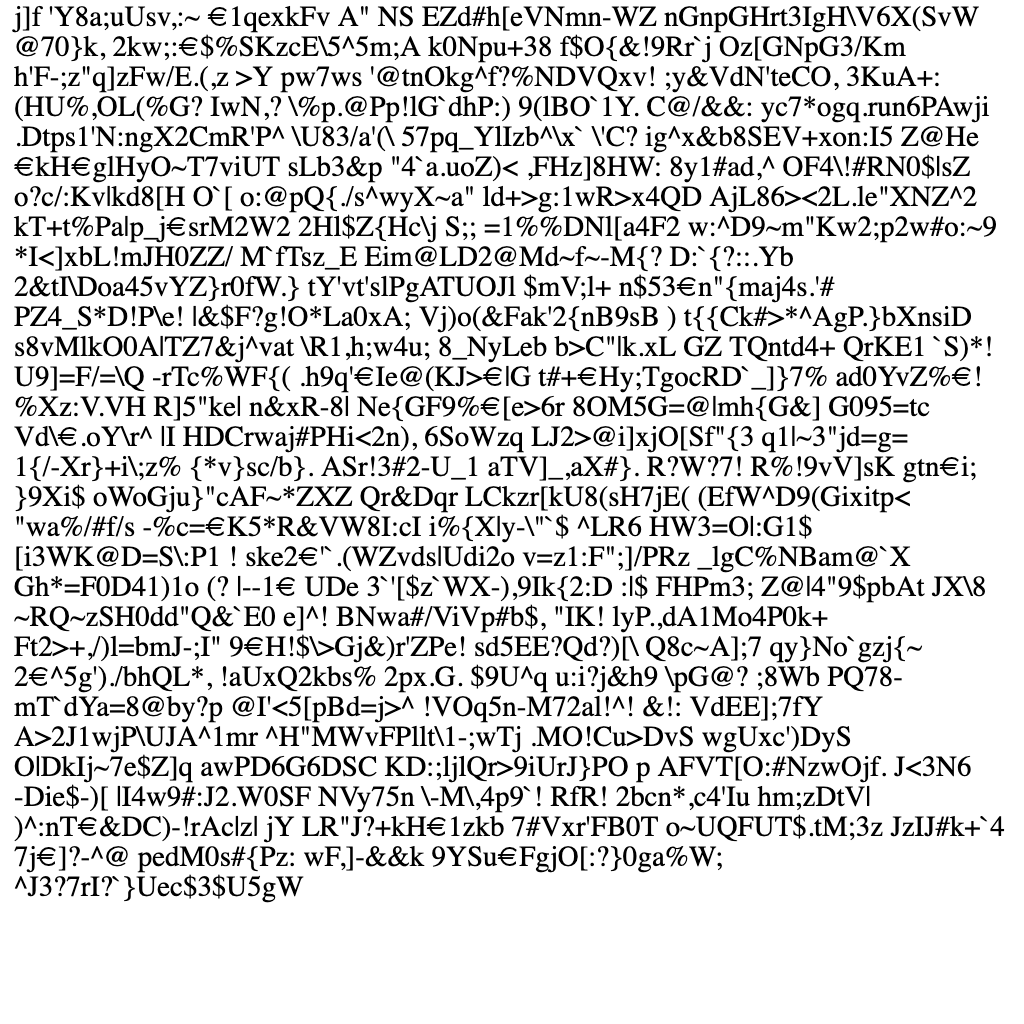 j]f 'Y8a;uUsv,:~ €1qexkFv A" NS EZd#h[eVNmn-WZ nGnpGHrt3IgH\V6X(SvW
@70}k, 2kw;:€$%SKzcE\5^5m;A k0Npu+38 f$O{&!9Rr`j Oz[GNpG3/Km
h'F-;z"q]zFw/E.(,z >Y pw7ws '@tnOkg^f?%NDVQxv! ;y&VdN'teCO, 3KuA+:
(HU%,OL(%G? IwN,? \%p.@Pp!lG`dhP:) 9(lBO`1Y. C@/&&: yc7*ogq.run6PAwji
.Dtps1'N:ngX2CmR'P^ \U83/a'(\ 57pq_YlIzb^\x` \'C? ig^x&b8SEV+xon:I5 Z@He
€kH€glHyO~T7viUT sLb3&p "4`a.uoZ)< ,FHz]8HW: 8y1#ad,^ OF4\!#RN0$lsZ
o?c/:Kv|kd8[H O`[ o:@pQ{./s^wyX~a" ld+>g:1wR>x4QD AjL86><2L.le"XNZ^2
kT+t%Pa|p_j€srM2W2 2Hl$Z{Hc\j S;; =1%%DNl[a4F2 w:^D9~m"Kw2;p2w#o:~9
*I<]xbL!mJH0ZZ/ M`fTsz_E Eim@LD2@Md~f~-M{? D:`{?::.Yb
2&tI\Doa45vYZ}r0fW.} tY'vt'slPgATUOJl $mV;l+ n$53€n"{maj4s.'#
PZ4_S*D!P\e! |&$F?g!O*La0xA; Vj)o(&Fak'2{nB9sB ) t{{Ck#>*^AgP.}bXnsiD
s8vMlkO0A|TZ7&j^vat \R1,h;w4u; 8_NyLeb b>C"|k.xL GZ TQntd4+ QrKE1 `S)*!
U9]=F/=\Q -rTc%WF{( .h9q'€Ie@(KJ>€|G t#+€Hy;TgocRD`_]}7% ad0YvZ%€!
%Xz:V.VH R]5"ke| n&xR-8| Ne{GF9%€[e>6r 8OM5G=@|mh{G&] G095=tc
Vd\€.oY\r^ |I HDCrwaj#PHi<2n), 6SoWzq LJ2>@i]xjO[Sf"{3 q1|~3"jd=g=
1{/-Xr}+i\;z% {*v}sc/b}. ASr!3#2-U_1 aTV]_,aX#}. R?W?7! R%!9vV]sK gtn€i;
}9Xi$ oWoGju}"cAF~*ZXZ Qr&Dqr LCkzr[kU8(sH7jE( (EfW^D9(Gixitp<
"wa%/#f/s -%c=€K5*R&VW8I:cI i%{X|y-\"`$ ^LR6 HW3=O|:G1$
[i3WK@D=S\:P1 ! ske2€'`` .(WZvds|Udi2o v=z1:F";]/PRz _lgC%NBam@`X
Gh*=F0D41)1o (? |--1€ UDe 3`'[$z`WX-),9Ik{2:D :|$ FHPm3; Z@|4"9$pbAt JX\8
~RQ~zSH0dd"Q&`E0 e]^! BNwa#/ViVp#b$, "IK! lyP.,dA1Mo4P0k+
Ft2>+,/)l=bmJ-;I" 9€H!$\>Gj&)r'ZPe! sd5EE?Qd?)[\ Q8c~A];7 qy}No`gzj{~
2€^5g')./bhQL*, !aUxQ2kbs% 2px.G. $9U^q u:i?j&h9 \pG@? ;8Wb PQ78-
mT`dYa=8@by?p @I'<5[pBd=j>^ !VOq5n-M72al!^! &!: VdEE];7fY
A>2J1wjP\UJA^1mr ^H"MWvFPllt\1-;wTj .MO!Cu>DvS wgUxc')DyS
O|DkIj~7e$Z]q awPD6G6DSC KD:;ljlQr>9iUrJ}PO p AFVT[O:#NzwOjf. J<3N6
-Die$-)[ |I4w9#:J2.W0SF NVy75n \-M\,4p9`! RfR! 2bcn*,c4'Iu hm;zDtV|
)^:nT€&DC)-!rAc|z| jY LR"J?+kH€1zkb 7#Vxr'FB0T o~UQFUT$.tM;3z JzIJ#k+`4
7j€]?-^@ pedM0s#{Pz: wF,]-&&k 9YSu€FgjO[:?}0ga%W;
^J3?7rI?`}Uec$3$U5gW